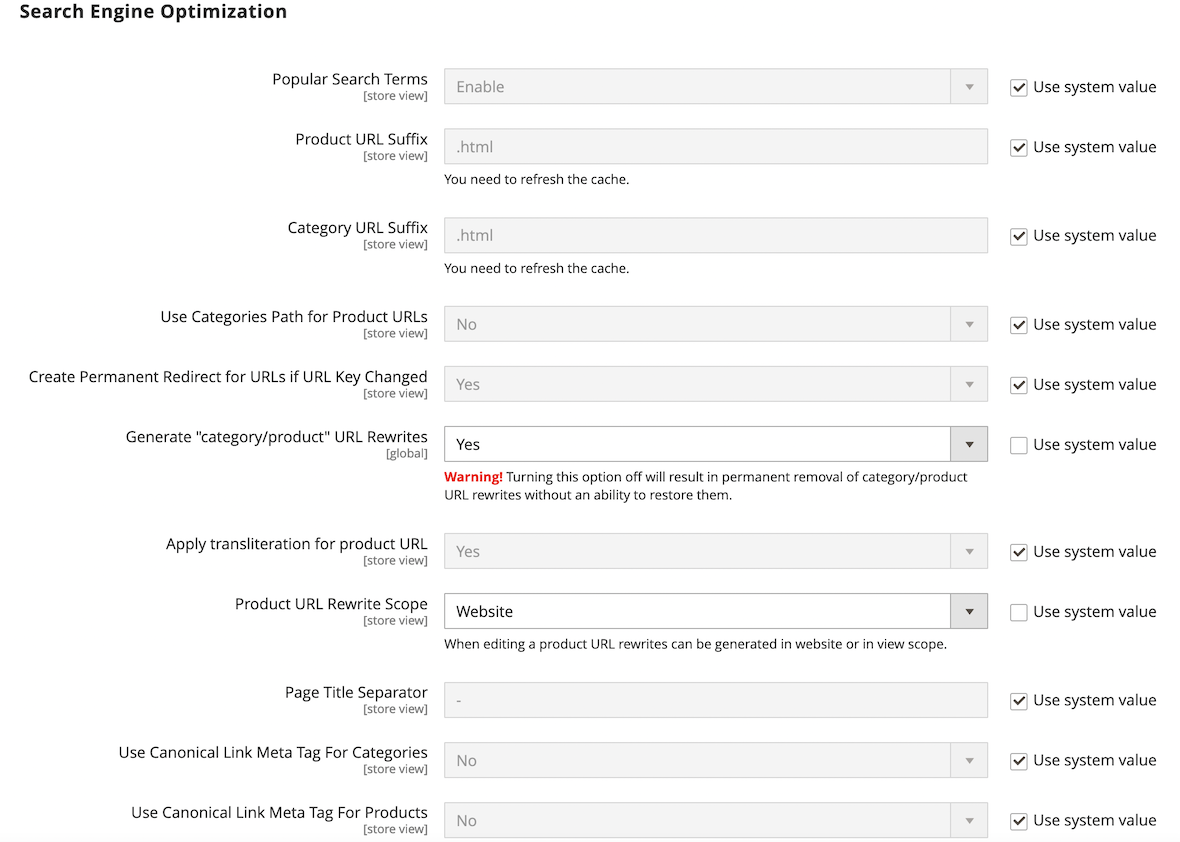 Search Engine Optimization
Popular Search Terms
[store view]
Enable
Use system value
Product URL Suffix
[store view]
.html
Use system value
You need to refresh the cache.
Category URL Suffix
[store view]
.html
Use system value
You need to refresh the cache.
Use Categories Path for Product URLs
[store view]
No
Use system value
Create Permanent Redirect for URLs if URL Key Changed
[store view]
Yes
Use system value
Generate "category/product" URL Rewrites
[global]
Yes
Use system value
Warning! Turning this option off will result in permanent removal of category/product
URL rewrites without an ability to restore them.
Apply transliteration for product URL
[store view]
Yes
Use system value
Product URL Rewrite Scope
[store view]
Website
Use system value
When editing a product URL rewrites can be generated in website or in view scope.
Page Title Separator
[store view]
-
Use system value
Use Canonical Link Meta Tag For Categories
[store view]
No
Use system value
Use Canonical Link Meta Tag For Products
[store view]
No
Use system value